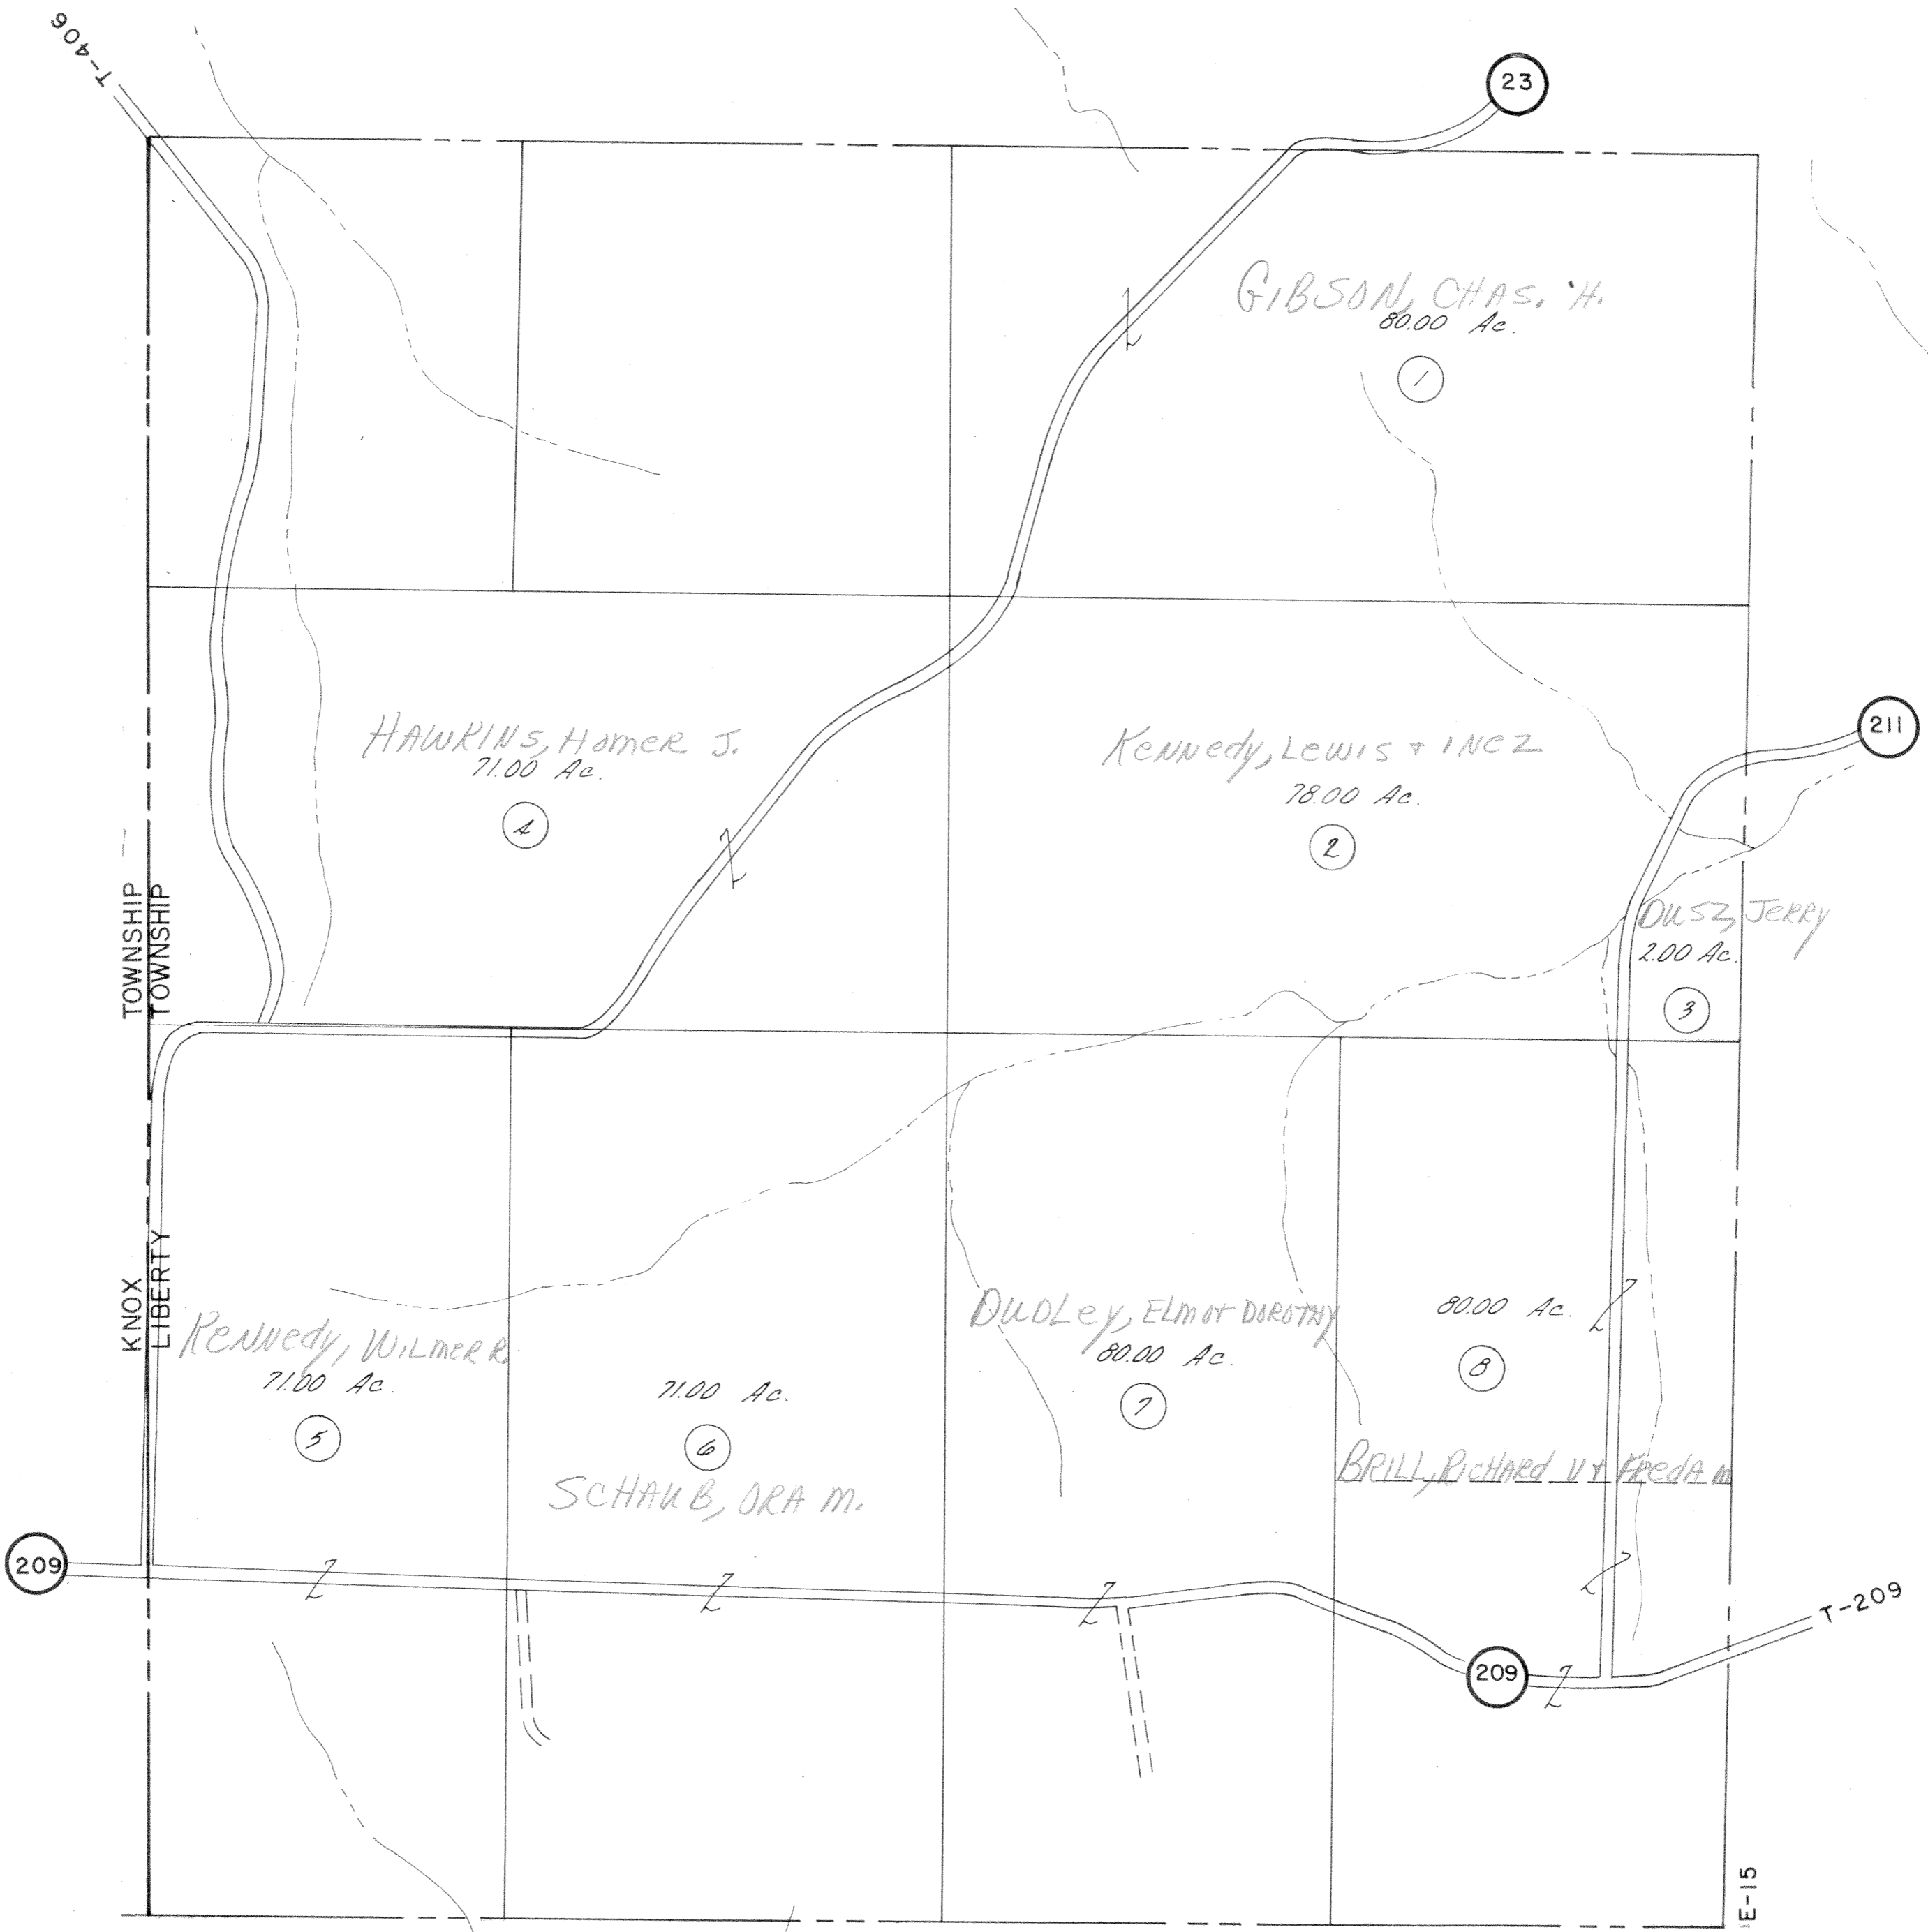 T-406
23
GIBSON, CHAS. H.
80.00 Ac.
1
211
HAWKINS, HOMER J.
71.00 Ac.
4
KENNEDY, LEWIS + INEZ
78.00 Ac.
2
TOWNSHIP
TOWNSHIP
DUSZ, JERRY
2.00 Ac.
3
KNOX
LIBERTY
KENNEDY, WILMER R.
71.00 Ac.
5
71.00 Ac.
6
SCHAUB, ORA M.
DUDLEY, ELMO + DOROTHY
80.00 Ac.
7
80.00 Ac.
8
BRILL, RICHARD V + FREDA M
209
209
T-209
E-15